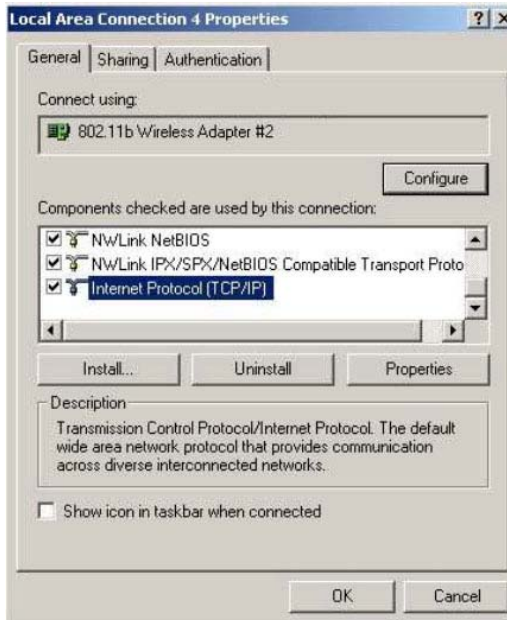 Local Area Connection 4 Properties
General Sharing Authentication
Connect using:
802.11b Wireless Adapter #2
Configure
Components checked are used by this connection:
NWLink NetBIOS
NWLink IPX/SPX/NetBIOS Compatible Transport Proto
Internet Protocol (TCP/IP)
Install... Uninstall Properties
Description
Transmission Control Protocol/Internet Protocol. The default
wide area network protocol that provides communication
across diverse interconnected networks.
Show icon in taskbar when connected
OK Cancel